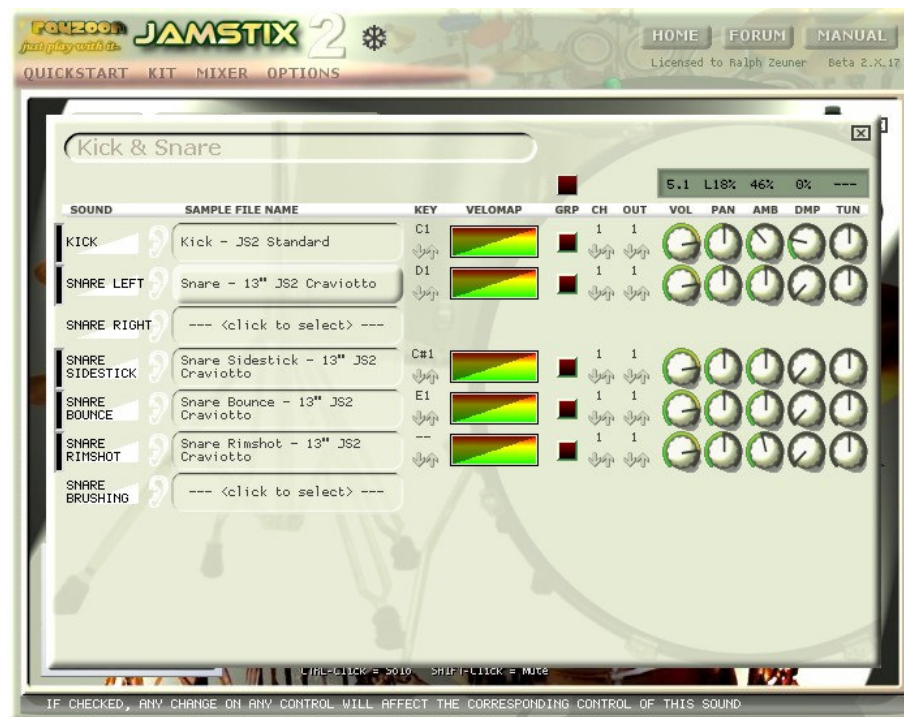 rayzoon JAMSTIX 2
just play with it
HOME FORUM MANUAL
Licensed to Ralph Zeuner Beta 2.X.17
QUICKSTART KIT MIXER OPTIONS
Kick & Snare
5.1 L18% 46% 0% ---
SOUND SAMPLE FILE NAME KEY VELOMAP GRP CH OUT VOL PAN AMB DMP TUN
KICK Kick - JS2 Standard C1 1 1
SNARE LEFT Snare - 13" JS2 Craviotto D1 1 1
SNARE RIGHT --- <click to select> ---
SNARE SIDESTICK
Snare Sidestick - 13" JS2
Craviotto
C#1 1 1
SNARE BOUNCE
Snare Bounce - 13" JS2
Craviotto
E1 1 1
SNARE RIMSHOT
Snare Rimshot - 13" JS2
Craviotto
-- 1 1
SNARE BRUSHING
--- <click to select> ---
CTRL-Click = Solo SHIFT-Click = Mute
IF CHECKED, ANY CHANGE ON ANY CONTROL WILL AFFECT THE CORRESPONDING CONTROL OF THIS SOUND